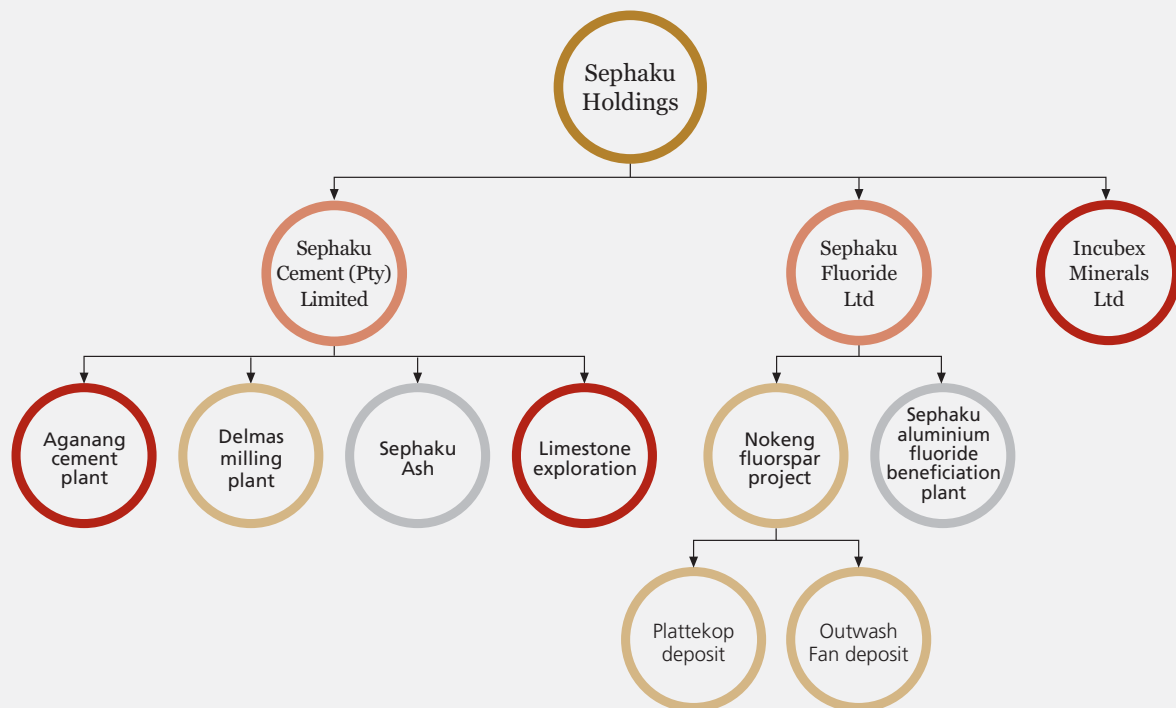 Sephaku
Holdings
Sephaku
Cement (Pty)
Limited
Sephaku
Fluoride
Ltd
Incubex
Minerals
Ltd
Aganang
cement
plant
Delmas
milling
plant
Sephaku
Ash
Limestone
exploration
Nokeng
fluorspar
project
Sephaku
aluminium
fluoride
beneficiation
plant
Plattekop
deposit
Outwash
Fan deposit